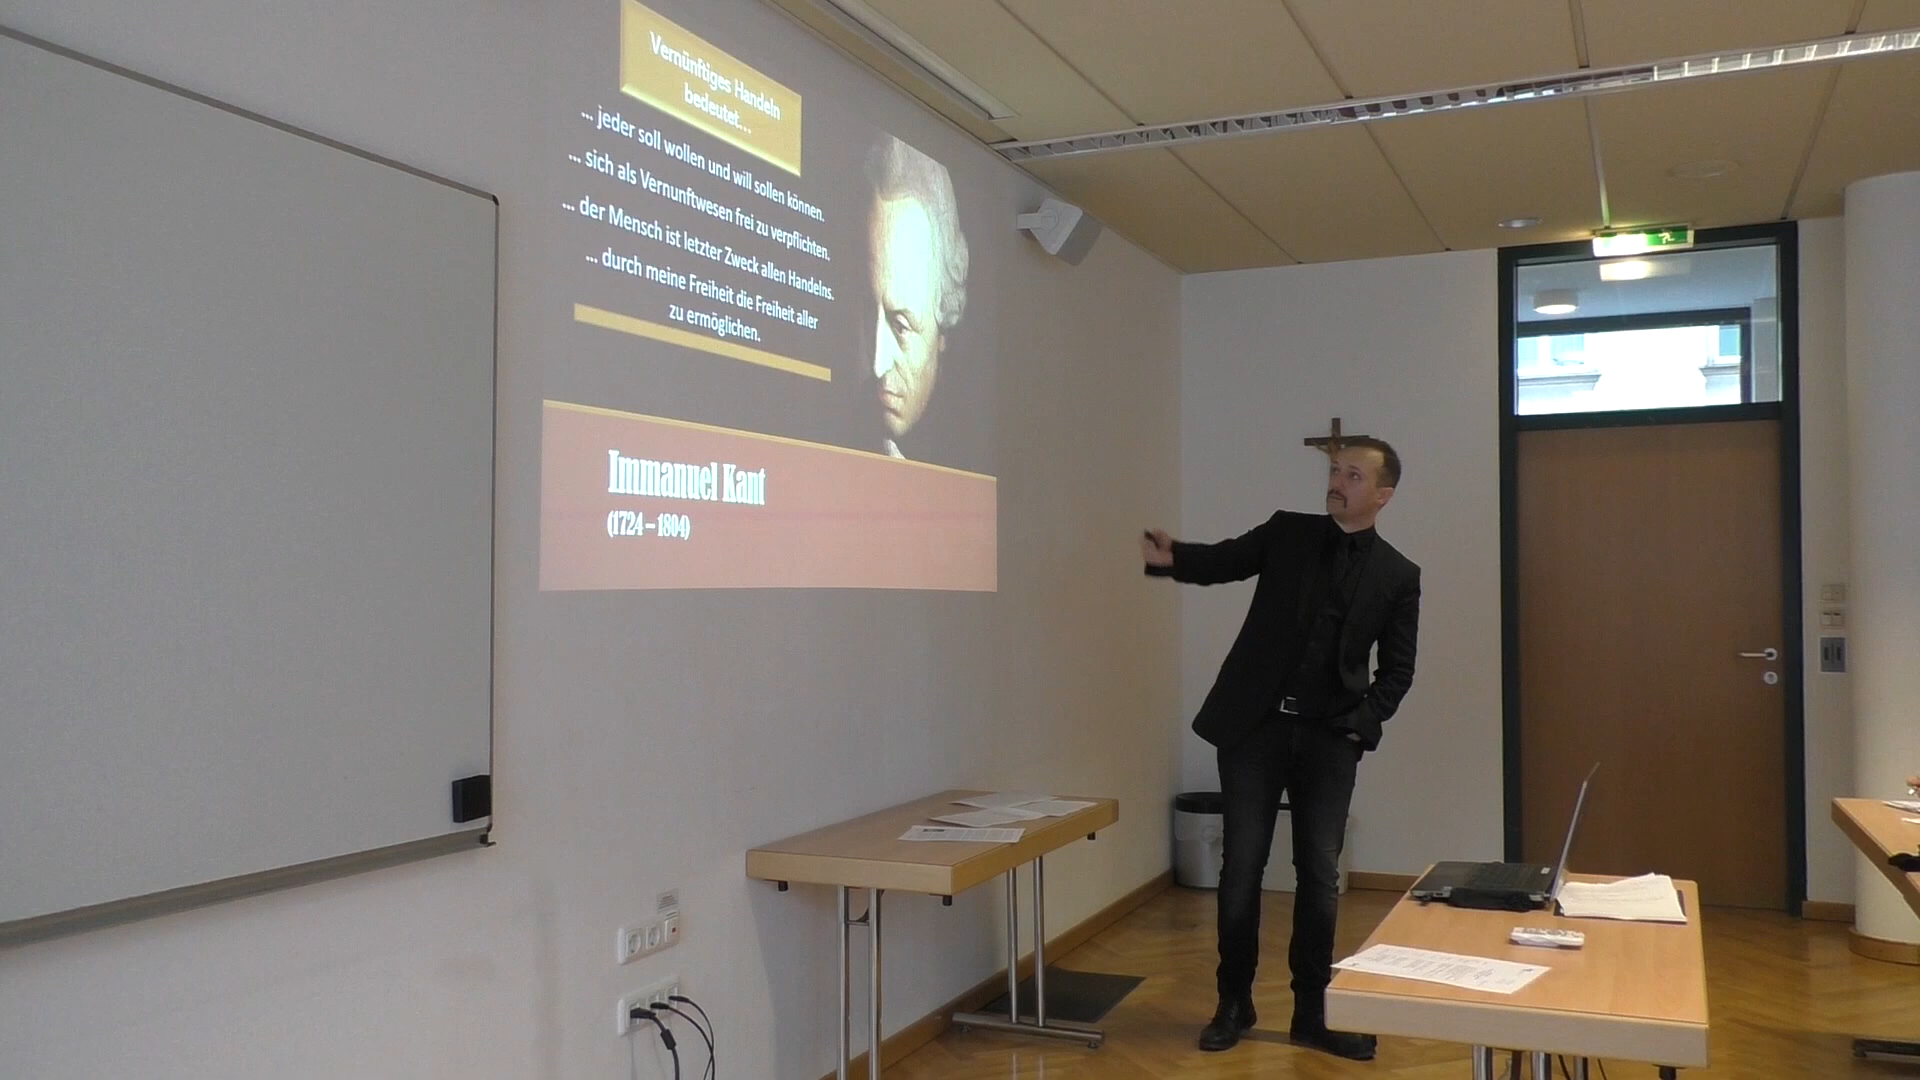 Vernünftiges Handeln
bedeutet...
... jeder soll wollen und will sollen können.
... sich als Vernunftwesen frei zu verpflichten.
... der Mensch ist letzter Zweck allen Handelns.
... durch meine Freiheit die Freiheit aller
zu ermöglichen.
Immanuel Kant
(1724 – 1804)